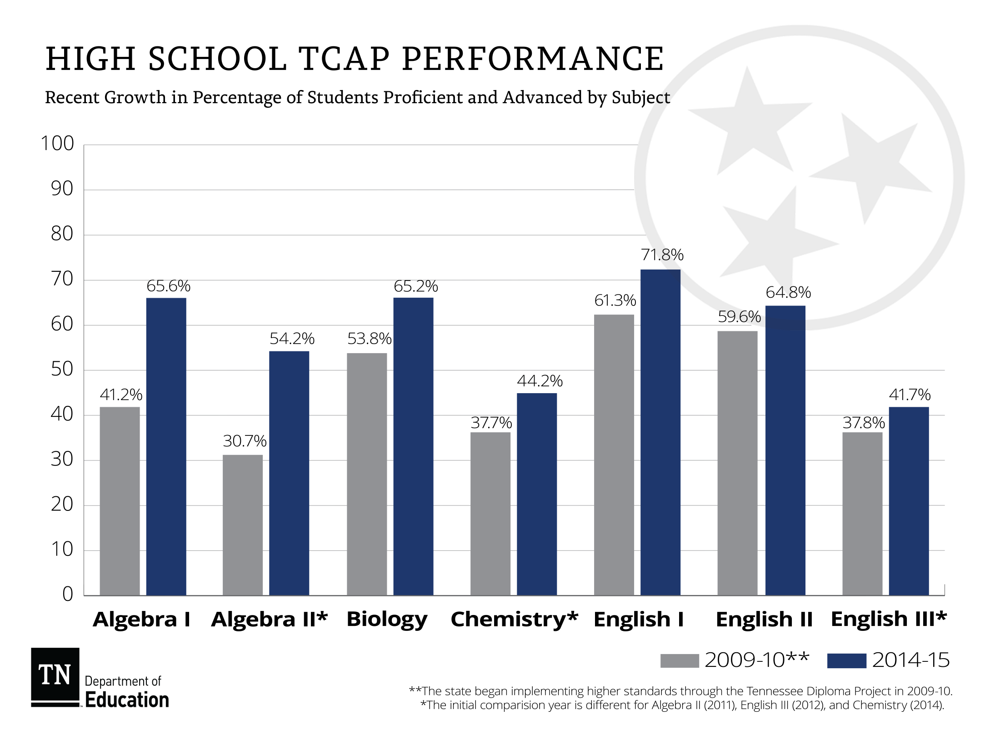 HIGH SCHOOL TCAP PERFORMANCE
Recent Growth in Percentage of Students Proficient and Advanced by Subject
100
90
80
70
60
50
40
30
20
10
0
41.2%
65.6%
30.7%
54.2%
53.8%
65.2%
37.7%
44.2%
61.3%
71.8%
59.6%
64.8%
37.8%
41.7%
Algebra I
Algebra II*
Biology
Chemistry*
English I
English II
English III*
2009-10**
2014-15
TN
Department of
Education
**The state began implementing higher standards through the Tennessee Diploma Project in 2009-10.
*The initial comparision year is different for Algebra II (2011), English III (2012), and Chemistry (2014).